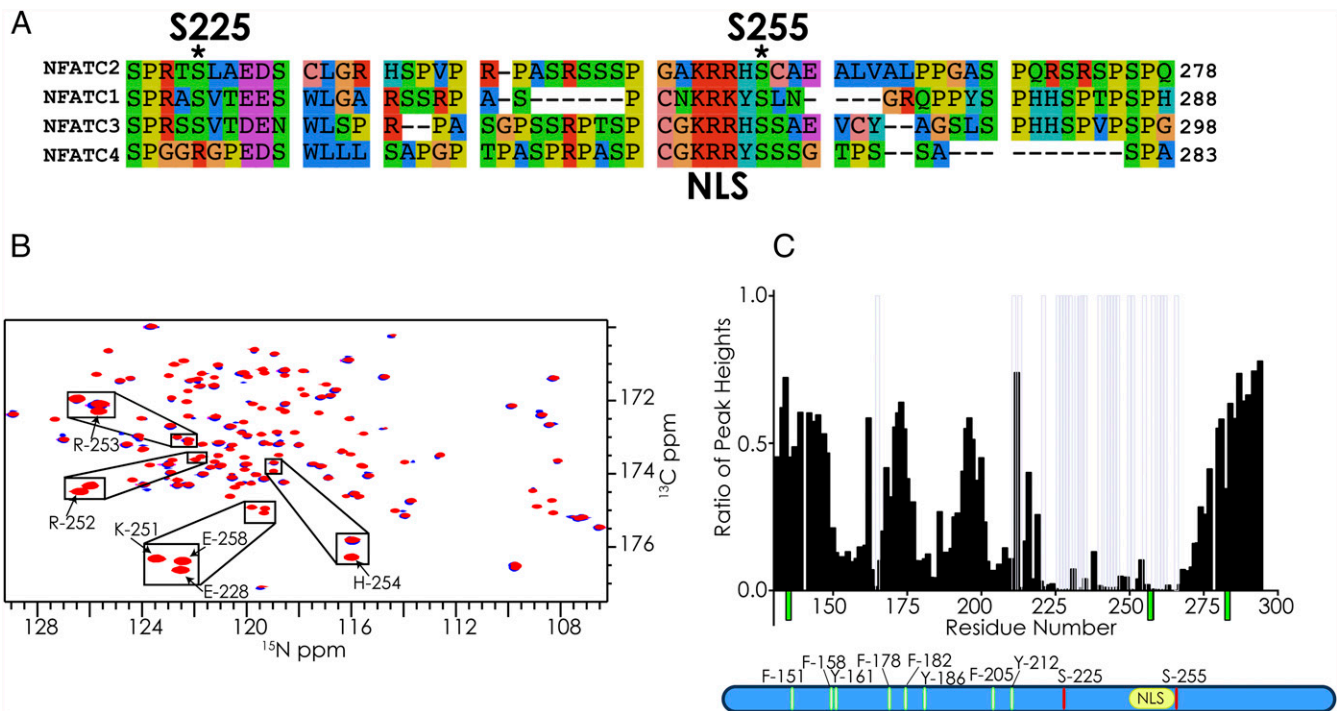 A
S225 S255
* *
NFATC2 SPRTSLAEDS CLGR HSPVP R-PASRSSSP GAKRRHSCAE ALVALPPGAS PQRSRSPSPQ 278
NFATC1 SPRASVTEES WLGA RSSRP A-S------P CNKRKYSLN- ---GRQPPYS PHHSPTPSPH 288
NFATC3 SPRSSVTDEN WLSP R--PA SGPSSRPTSP CGKRRYSSAE VCY--AGSLS PHHSPVPSPG 298
NFATC4 SPGGRGPEDS WLLL SAPGP TPASPRPASP CGKRRYSSSG TPS--SA--- -------SPA 283
NLS
B
R-253
R-252
K-251
E-258
E-228
H-254
172
174
176
13C ppm
128 124 120 116 112 108
15N ppm
C
Ratio of Peak Heights
1.0
0.5
0.0
150 175 200 225 250 275 300
Residue Number
F-151 F-158 Y-161 F-178 F-182 Y-186 F-205 Y-212 S-225 S-255
NLS